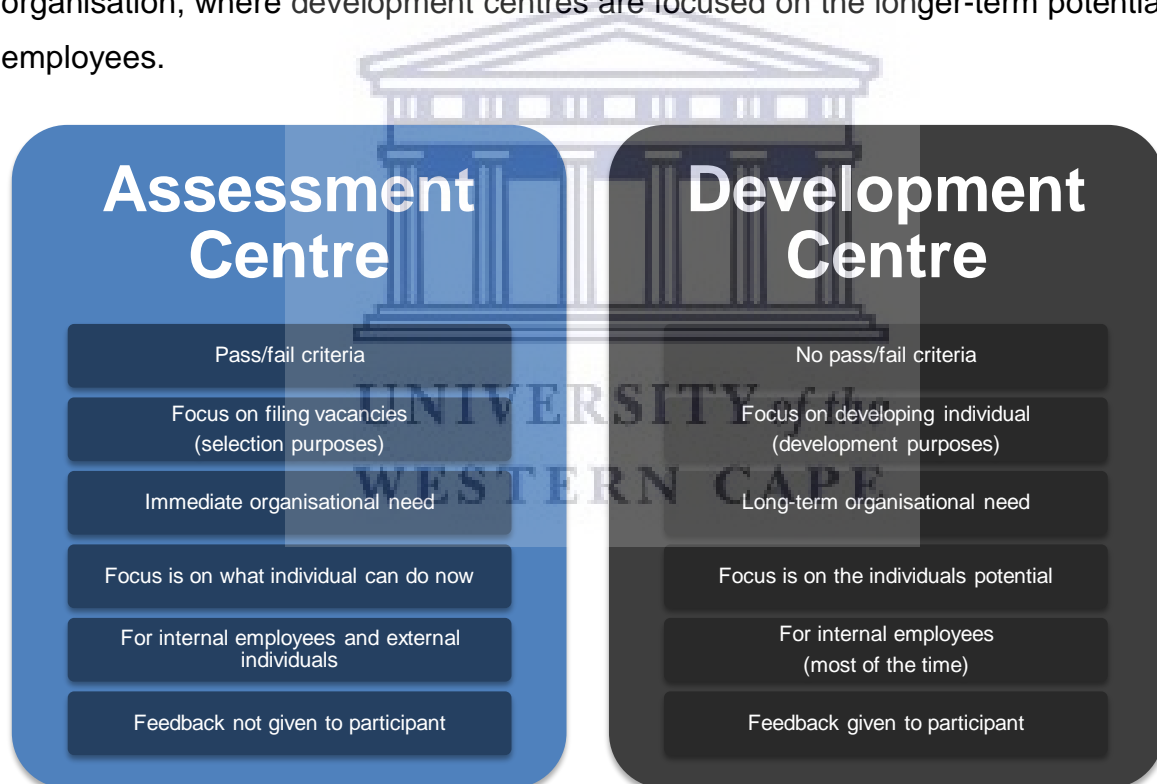 organisation, where development centres are focused on the longer-term potentia
employees.
Assessment
Centre
Pass/fail criteria
Focus on filing vacancies
(selection purposes)
Immediate organisational need
Focus is on what individual can do now
For internal employees and external
individuals
Feedback not given to participant
Development
Centre
No pass/fail criteria
Focus on developing individual
(development purposes)
Long-term organisational need
Focus is on the individuals potential
For internal employees
(most of the time)
Feedback given to participant
UNIVERSITY of the
WESTERN CAPE